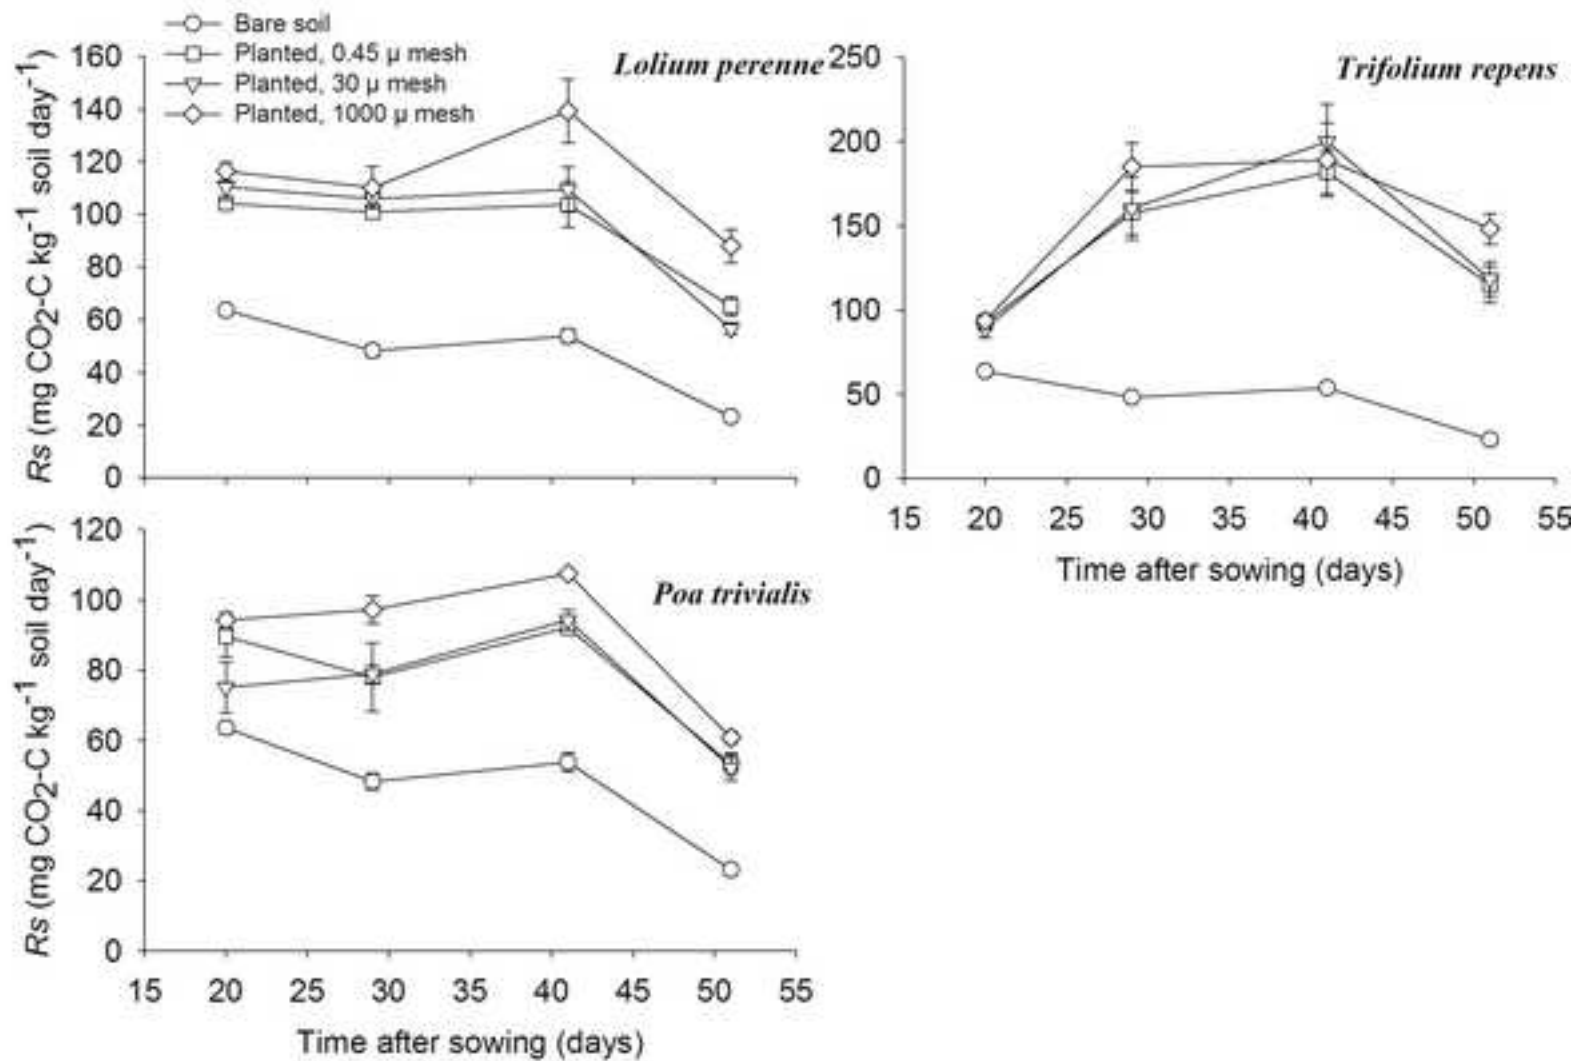 Bare soil
Planted, 0.45 µ mesh
Planted, 30 µ mesh
Planted, 1000 µ mesh
Lolium perenne
Rs (mg CO2-C kg-1 soil day-1)
160
140
120
100
80
60
40
20
0
Trifolium repens
250
200
150
100
50
0
15 20 25 30 35 40 45 50 55
Time after sowing (days)
Poa trivialis
Rs (mg CO2-C kg-1 soil day-1)
120
100
80
60
40
20
0
15 20 25 30 35 40 45 50 55
Time after sowing (days)